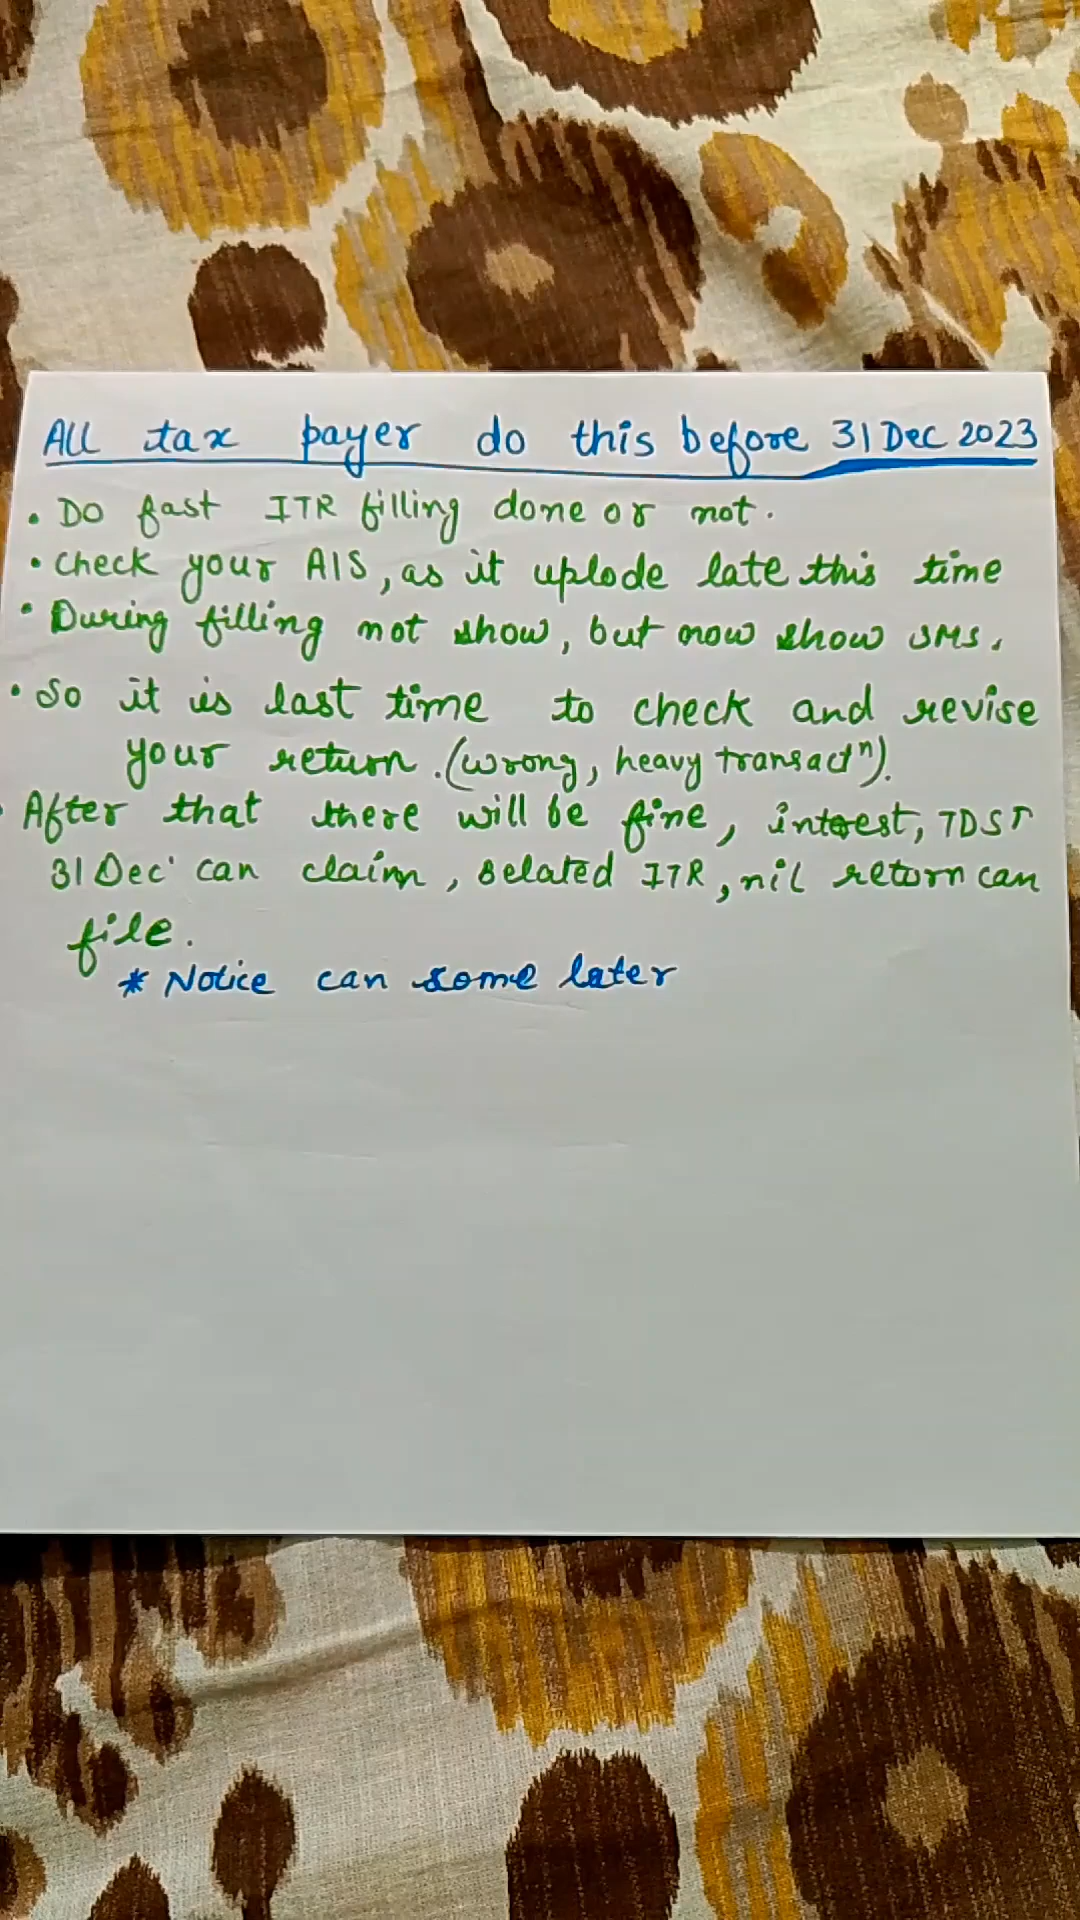 All tax payer do this before 31 Dec 2023
• Do fast ITR filling done or not.
• Check your AIS, as it uplode late this time
• During filling not show, but now show SMS.
• So it is last time to check and revise
your return. (wrong, heavy transactⁿ).
• After that there will be fine, interest, TDS↑
31 Dec' can claim, belated ITR, nil return can
file.
* Notice can some later